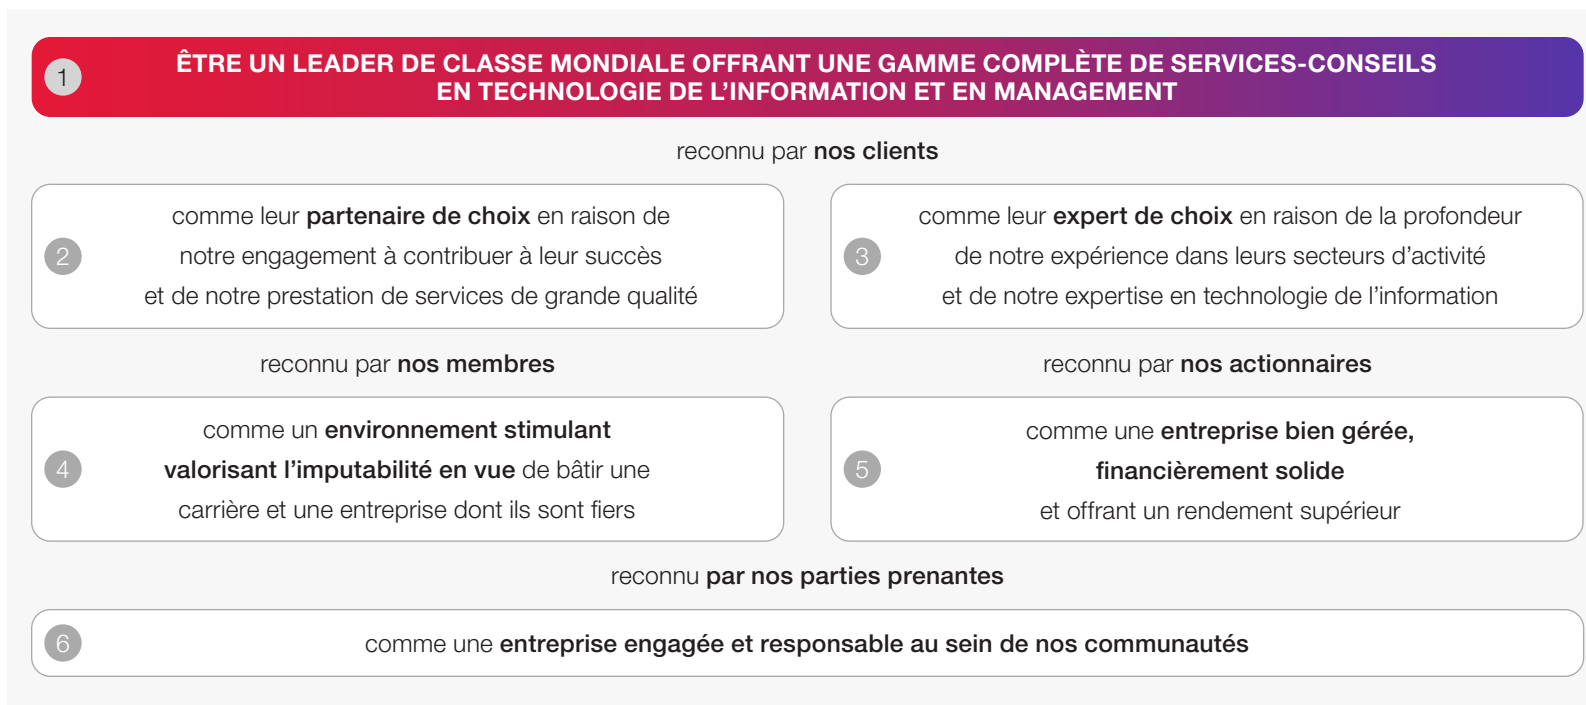 1
ÊTRE UN LEADER DE CLASSE MONDIALE OFFRANT UNE GAMME COMPLÈTE DE SERVICES-CONSEILS
EN TECHNOLOGIE DE L’INFORMATION ET EN MANAGEMENT
reconnu par nos clients
2
comme leur partenaire de choix en raison de
notre engagement à contribuer à leur succès
et de notre prestation de services de grande qualité
3
comme leur expert de choix en raison de la profondeur
de notre expérience dans leurs secteurs d’activité
et de notre expertise en technologie de l’information
reconnu par nos membres
4
comme un environnement stimulant
valorisant l’imputabilité en vue de bâtir une
carrière et une entreprise dont ils sont fiers
reconnu par nos actionnaires
5
comme une entreprise bien gérée,
financièrement solide
et offrant un rendement supérieur
reconnu par nos parties prenantes
6
comme une entreprise engagée et responsable au sein de nos communautés